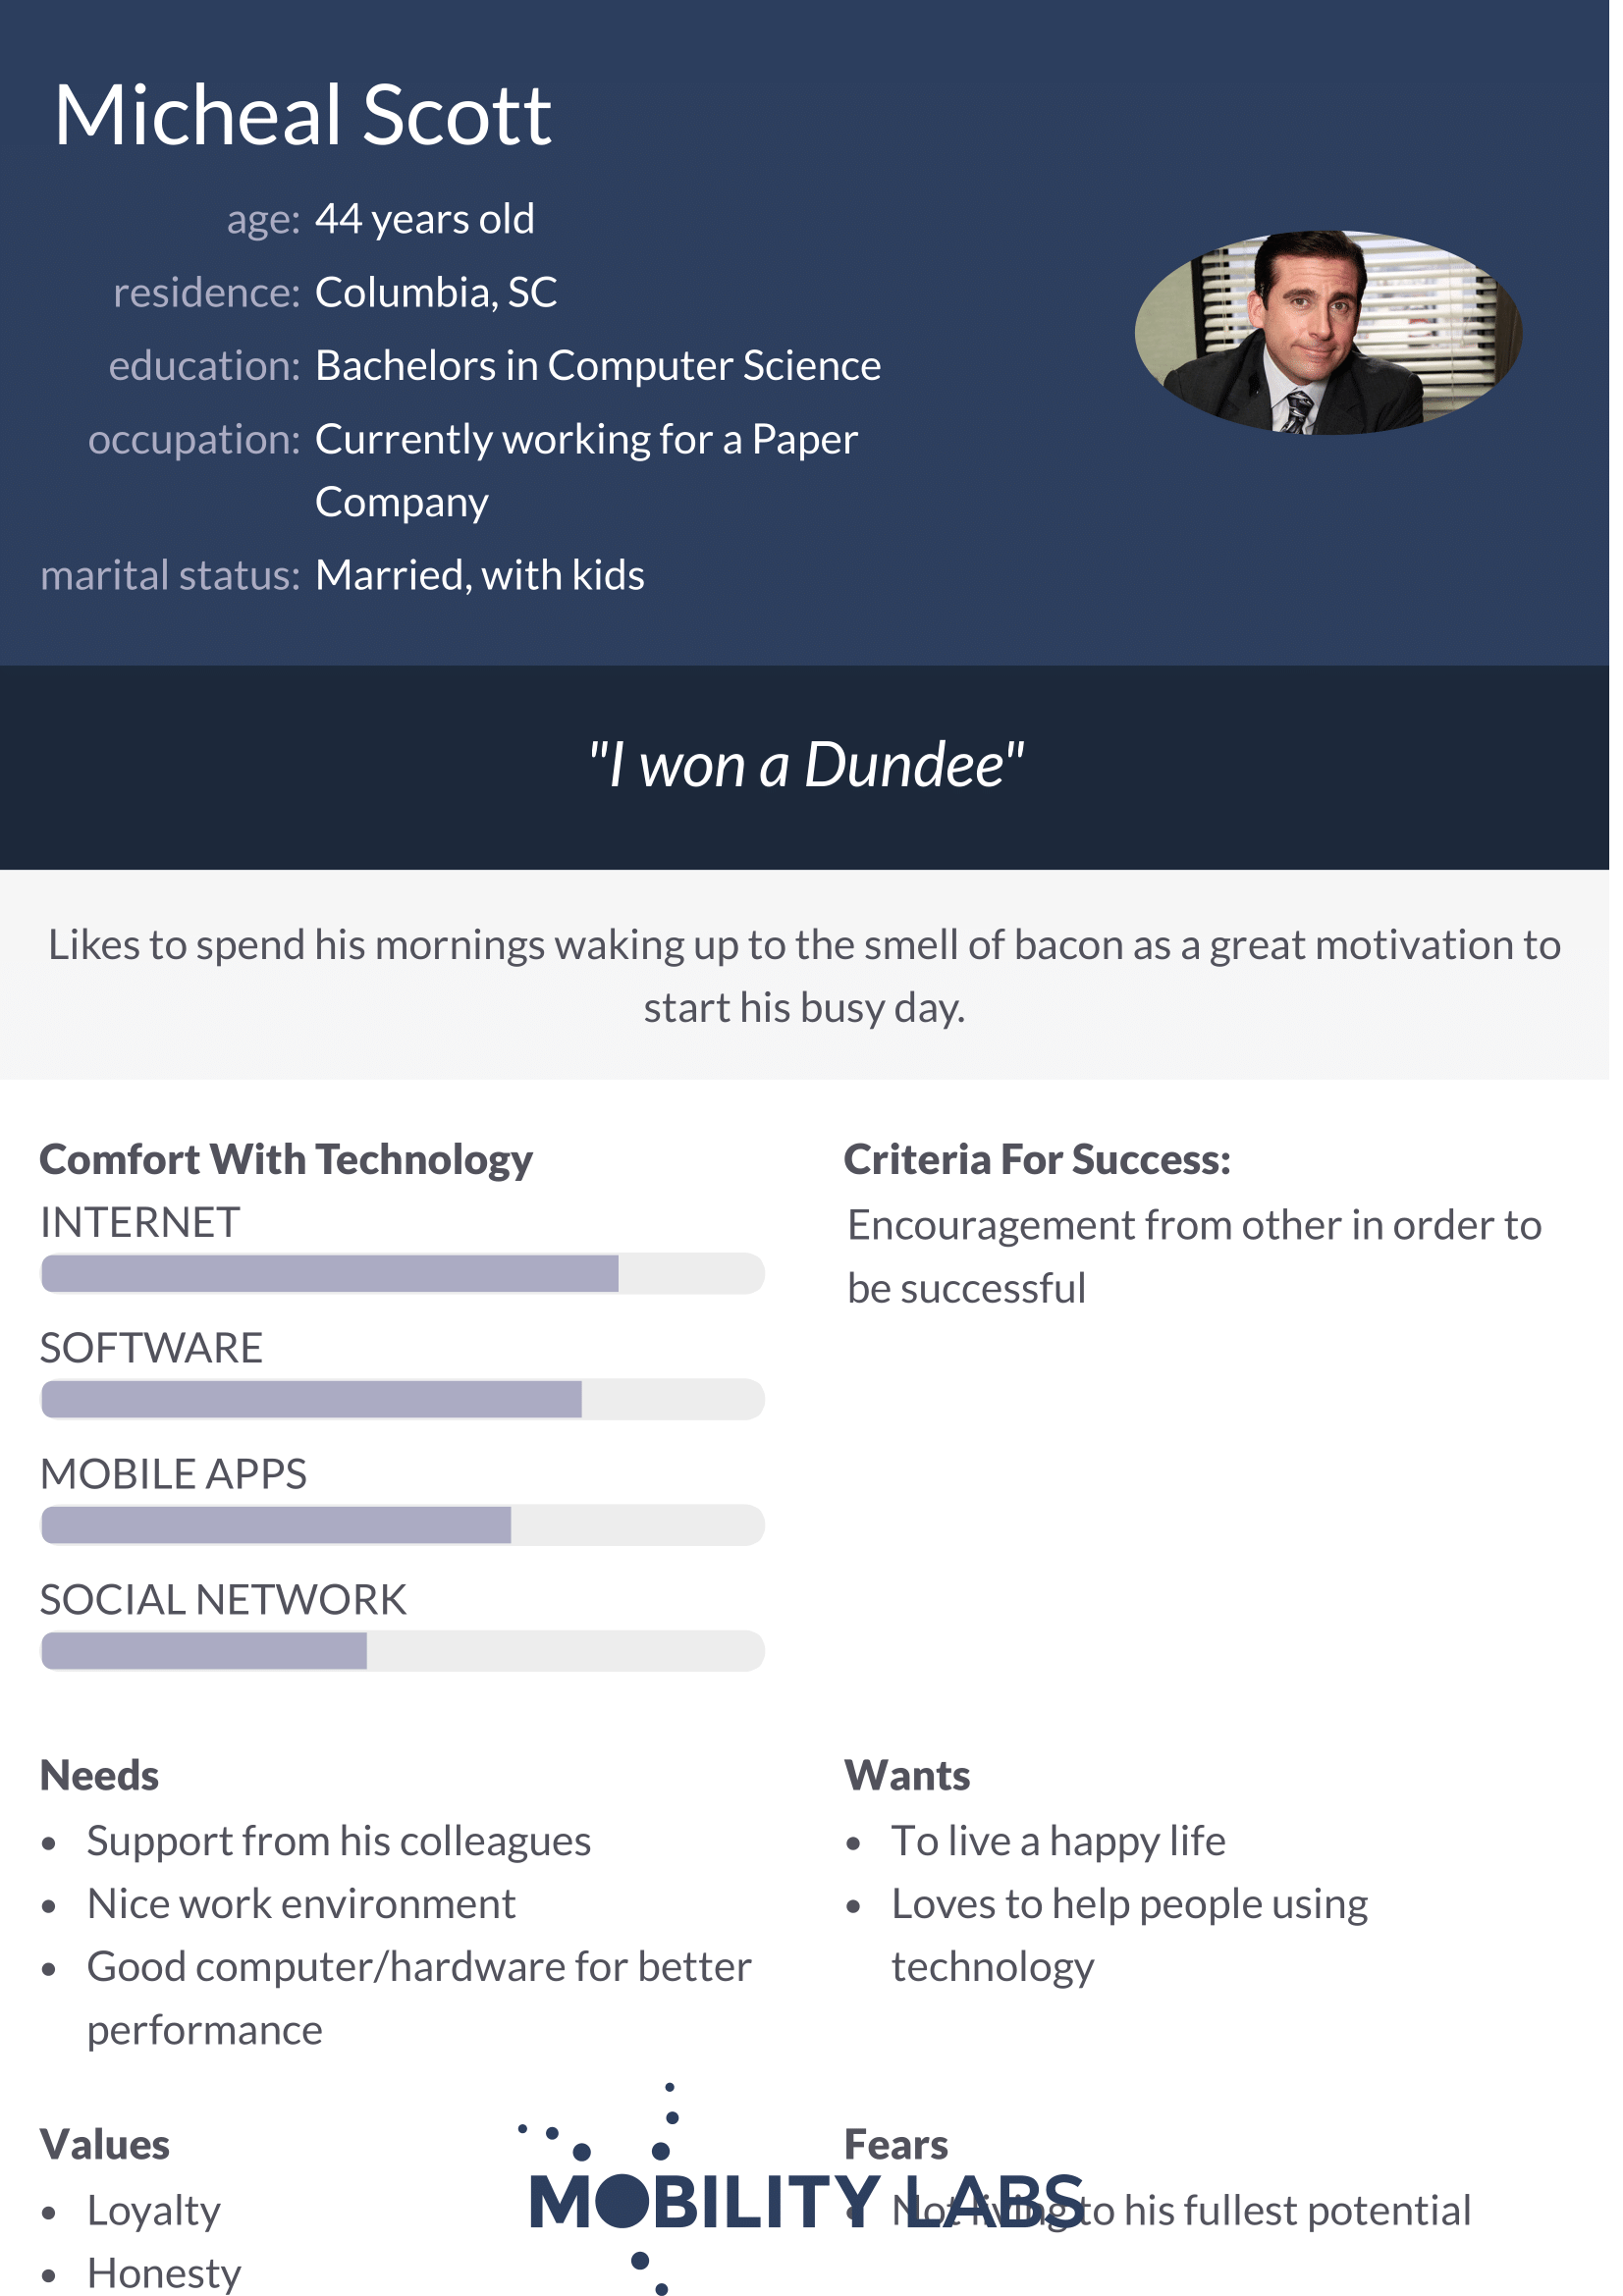 Micheal Scott
age: 44 years old
residence: Columbia, SC
education: Bachelors in Computer Science
occupation: Currently working for a Paper
Company
marital status: Married, with kids
"I won a Dundee"
Likes to spend his mornings waking up to the smell of bacon as a great motivation to
start his busy day.
Comfort With Technology
INTERNET
SOFTWARE
MOBILE APPS
SOCIAL NETWORK
Criteria For Success:
Encouragement from other in order to
be successful
Needs
• Support from his colleagues
• Nice work environment
• Good computer/hardware for better
performance
Wants
• To live a happy life
• Loves to help people using
technology
Values
• Loyalty
• Honesty
Fears
• Not living to his fullest potential
MOBILITY LABS